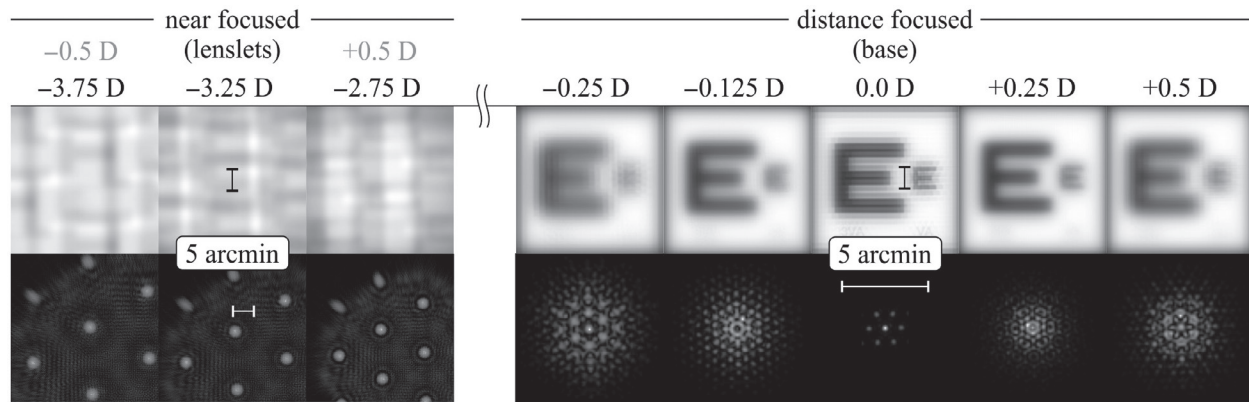 near focused
(lenslets)
−0.5 D
+0.5 D
−3.75 D
−3.25 D
−2.75 D
distance focused
(base)
−0.25 D
−0.125 D
0.0 D
+0.25 D
+0.5 D
E E
E E
E E
E E
E E
5 arcmin
5 arcmin